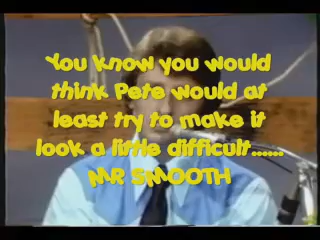 You know you would
think Pete would at
least try to make it
look a little difficult......
MR SMOOTH